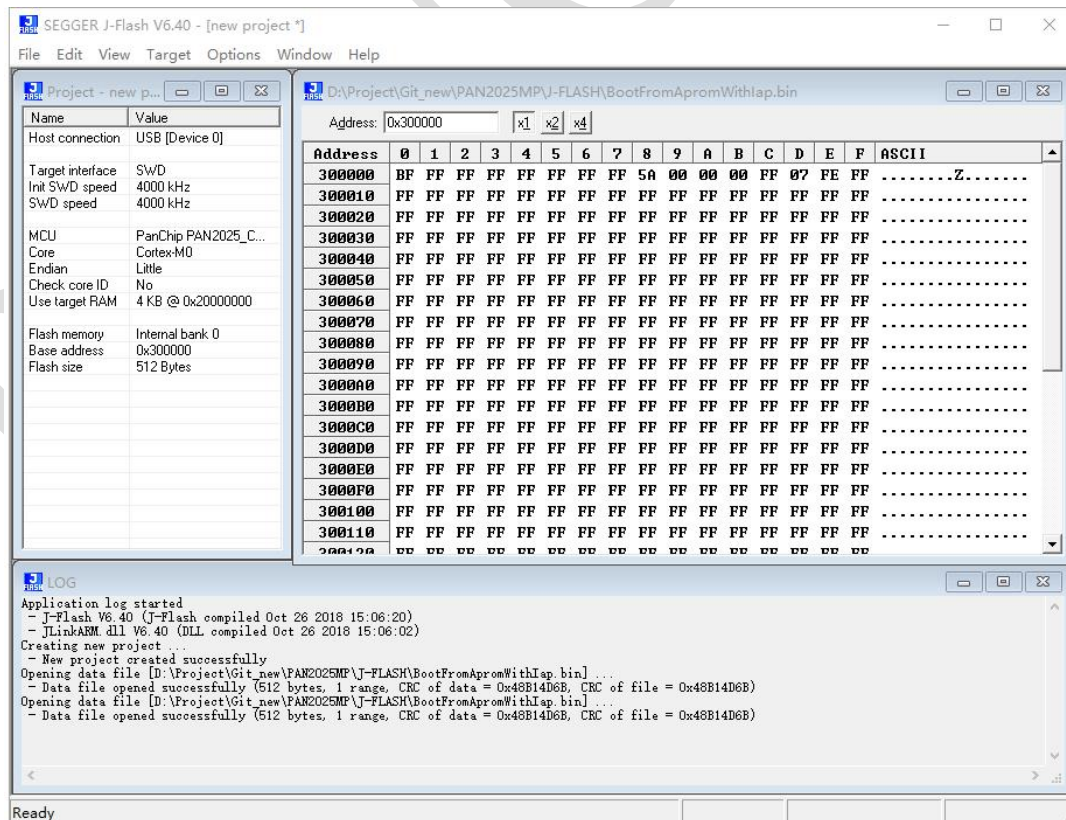 SEGGER J-Flash V6.40 - [new project *]
File Edit View Target Options Window Help
Project - new p...
Name Value
Host connection USB [Device 0]
Target interface SWD
Init SWD speed 4000 kHz
SWD speed 4000 kHz
MCU PanChip PAN2025_C...
Core Cortex-M0
Endian Little
Check core ID No
Use target RAM 4 KB @ 0x20000000
Flash memory Internal bank 0
Base address 0x300000
Flash size 512 Bytes
D:\Project\Git_new\PAN2025MP\J-FLASH\BootFromApromWithIap.bin
Address: 0x300000 x1 x2 x4
Address 0 1 2 3 4 5 6 7 8 9 A B C D E F ASCII
300000 BF FF FF FF FF FF FF FF 5A 00 00 00 FF 07 FE FF ........Z.......
300010 FF FF FF FF FF FF FF FF FF FF FF FF FF FF FF FF ................
300020 FF FF FF FF FF FF FF FF FF FF FF FF FF FF FF FF ................
300030 FF FF FF FF FF FF FF FF FF FF FF FF FF FF FF FF ................
300040 FF FF FF FF FF FF FF FF FF FF FF FF FF FF FF FF ................
300050 FF FF FF FF FF FF FF FF FF FF FF FF FF FF FF FF ................
300060 FF FF FF FF FF FF FF FF FF FF FF FF FF FF FF FF ................
300070 FF FF FF FF FF FF FF FF FF FF FF FF FF FF FF FF ................
300080 FF FF FF FF FF FF FF FF FF FF FF FF FF FF FF FF ................
300090 FF FF FF FF FF FF FF FF FF FF FF FF FF FF FF FF ................
3000A0 FF FF FF FF FF FF FF FF FF FF FF FF FF FF FF FF ................
3000B0 FF FF FF FF FF FF FF FF FF FF FF FF FF FF FF FF ................
3000C0 FF FF FF FF FF FF FF FF FF FF FF FF FF FF FF FF ................
3000D0 FF FF FF FF FF FF FF FF FF FF FF FF FF FF FF FF ................
3000E0 FF FF FF FF FF FF FF FF FF FF FF FF FF FF FF FF ................
3000F0 FF FF FF FF FF FF FF FF FF FF FF FF FF FF FF FF ................
300100 FF FF FF FF FF FF FF FF FF FF FF FF FF FF FF FF ................
300110 FF FF FF FF FF FF FF FF FF FF FF FF FF FF FF FF ................
LOG
Application log started
- J-Flash V6.40 (J-Flash compiled Oct 26 2018 15:06:20)
- JLinkARM.dll V6.40 (DLL compiled Oct 26 2018 15:06:02)
Creating new project ...
- New project created successfully
Opening data file [D:\Project\Git_new\PAN2025MP\J-FLASH\BootFromApromWithIap.bin] ...
- Data file opened successfully (512 bytes, 1 range, CRC of data = 0x48B14D6B, CRC of file = 0x48B14D6B)
Opening data file [D:\Project\Git_new\PAN2025MP\J-FLASH\BootFromApromWithIap.bin] ...
- Data file opened successfully (512 bytes, 1 range, CRC of data = 0x48B14D6B, CRC of file = 0x48B14D6B)
Ready